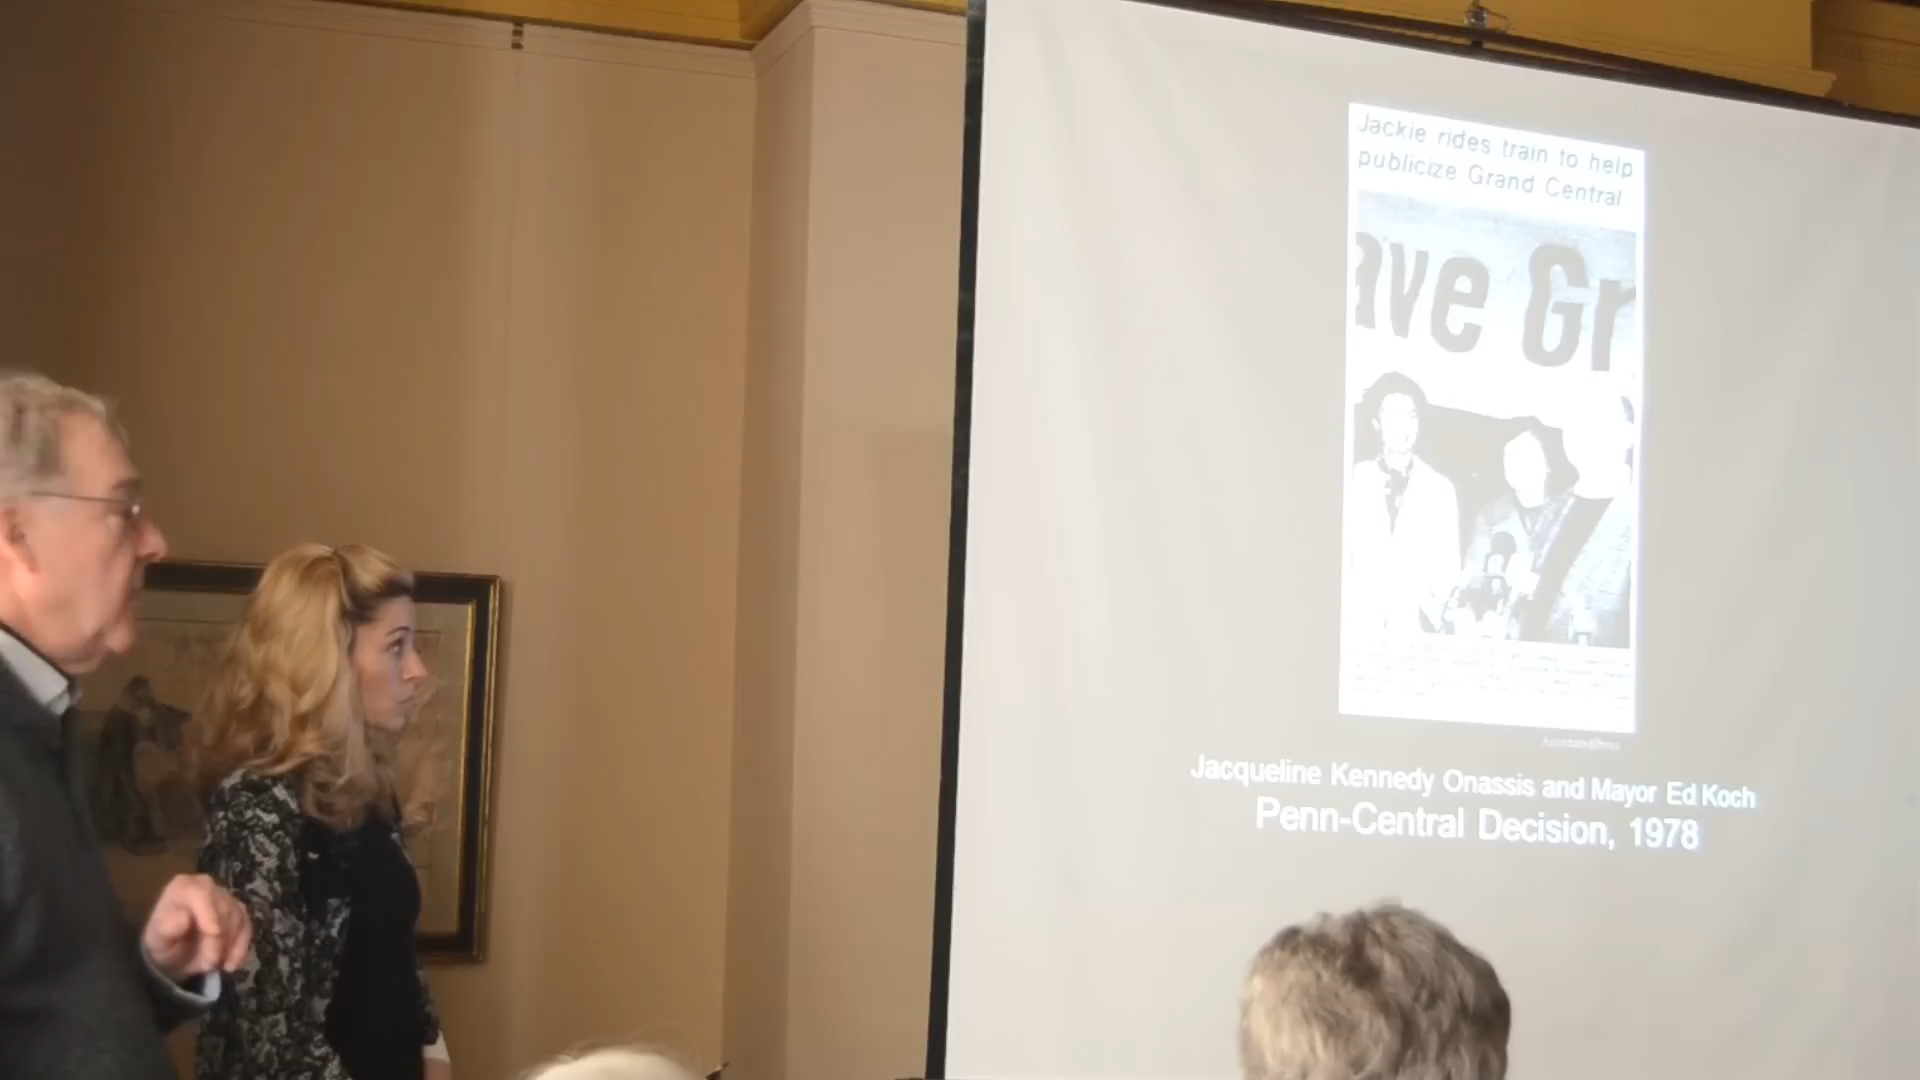 Jackie rides train to help
publicize Grand Central
ave Gr
Jacqueline Kennedy Onassis and Mayor Ed Koch
Penn-Central Decision, 1978